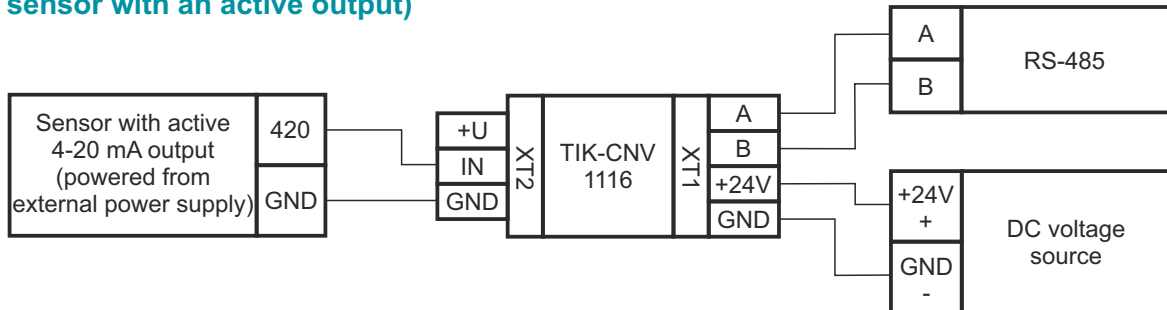 sensor with an active output)
Sensor with active
4-20 mA output
(powered from
external power supply)
420
GND
+U
IN
GND
XT2
TIK-CNV
1116
XT1
A
B
+24V
GND
A
B
RS-485
+24V
+
GND
-
DC voltage
source